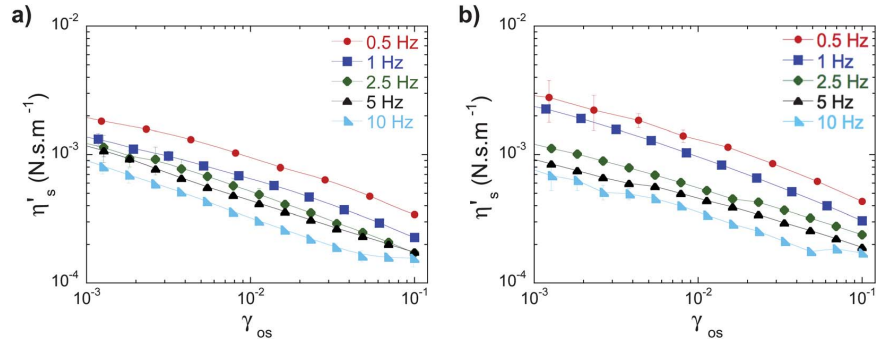 a)
10⁻²
10⁻³
10⁻⁴
η'ₛ (N.s.m⁻¹)
0.5 Hz
1 Hz
2.5 Hz
5 Hz
10 Hz
10⁻³ 10⁻² 10⁻¹
γos
b)
10⁻²
10⁻³
10⁻⁴
η'ₛ (N.s.m⁻¹)
0.5 Hz
1 Hz
2.5 Hz
5 Hz
10 Hz
10⁻³ 10⁻² 10⁻¹
γos